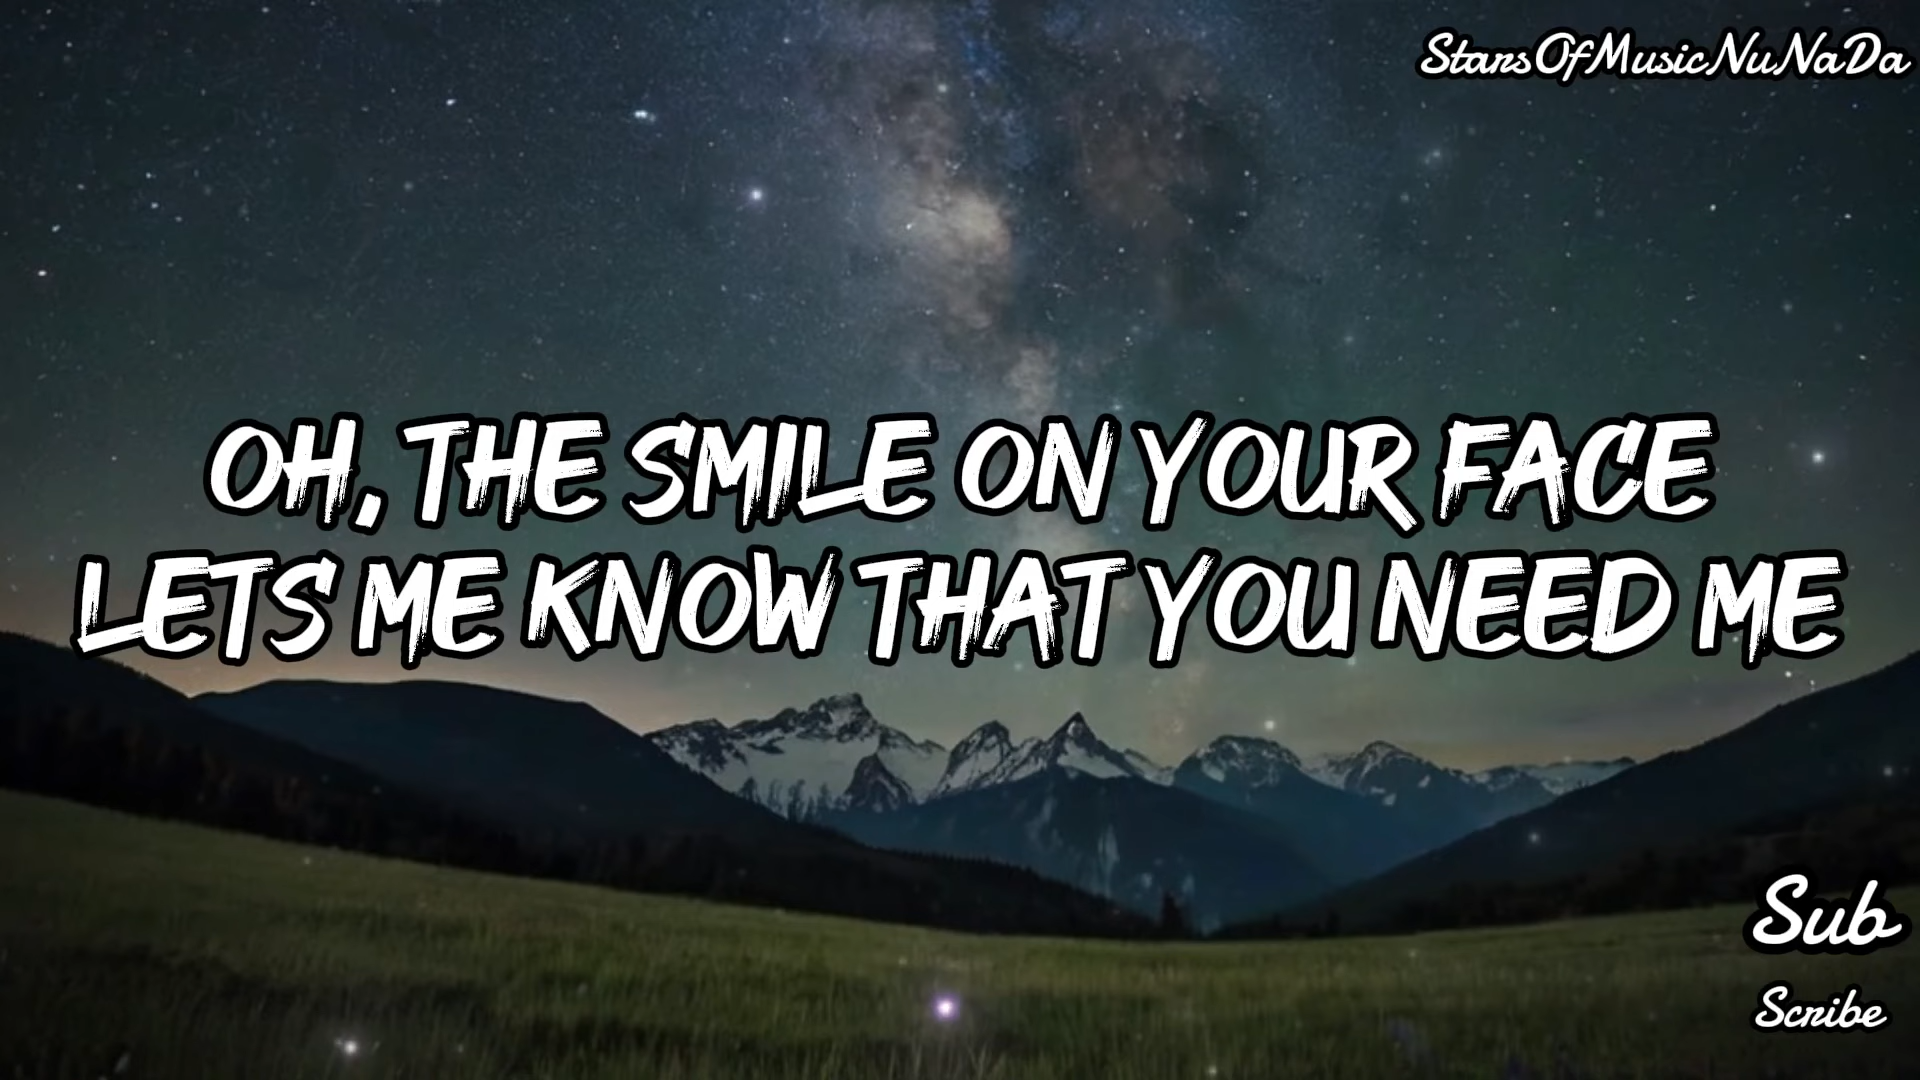 StarsOfMusicNuNaDa
OH, THE SMILE ON YOUR FACE
LETS ME KNOW THAT YOU NEED ME
Sub
Scribe